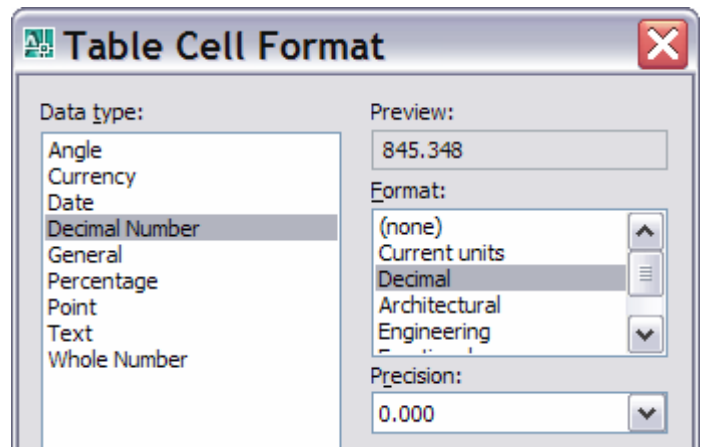 Table Cell Format
Data type:
Angle
Currency
Date
Decimal Number
General
Percentage
Point
Text
Whole Number
Preview:
845.348
Format:
(none)
Current units
Decimal
Architectural
Engineering
Precision:
0.000